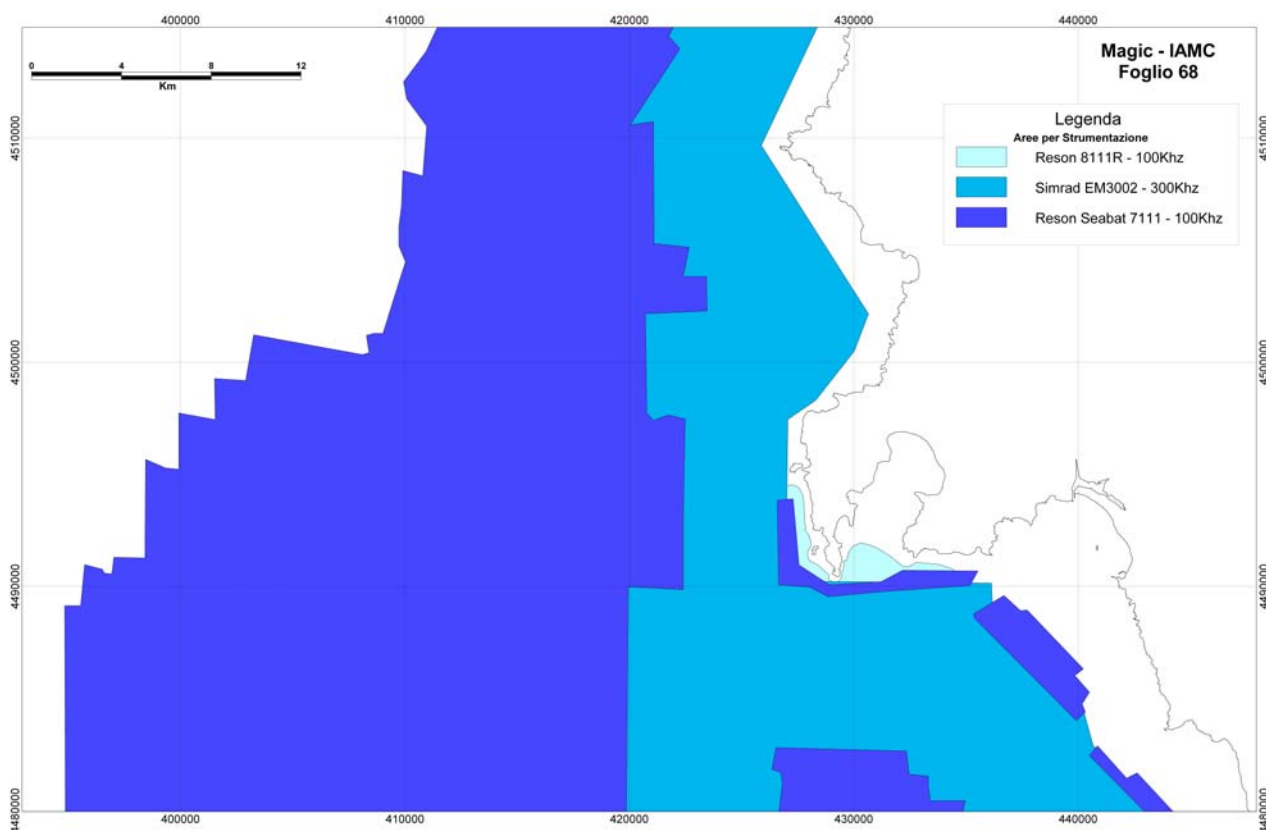 400000 410000 420000 430000 440000
0 4 8 12
Km
Magic - IAMC
Foglio 68
Legenda
Aree per Strumentazione
Reson 8111R - 100Khz
Simrad EM3002 - 300Khz
Reson Seabat 7111 - 100Khz
4510000 4510000
4500000 4500000
4490000 4490000
4480000 4480000
400000 410000 420000 430000 440000